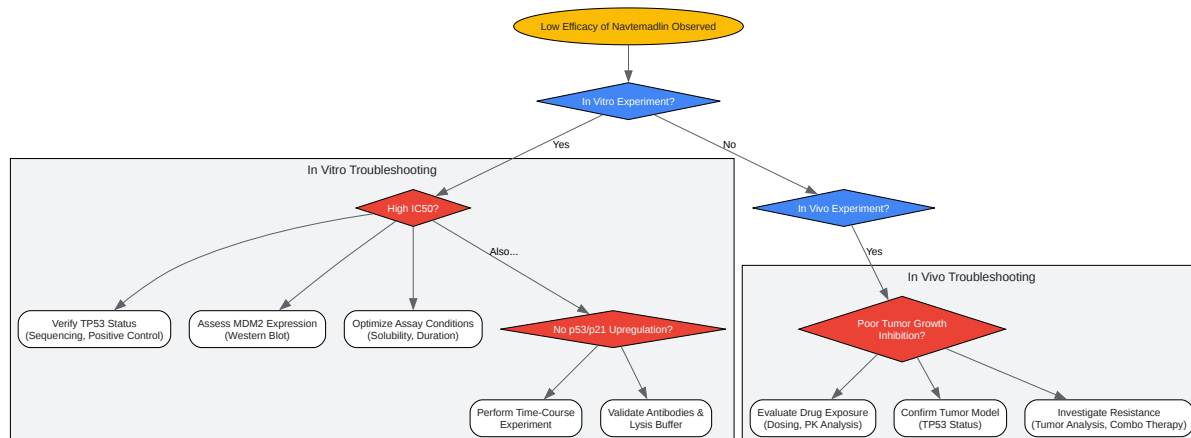 Low Efficacy of Navtemadlin Observed
In Vitro Experiment?
Yes
No
In Vitro Troubleshooting
High IC50?
In Vivo Experiment?
Also...
Yes
In Vivo Troubleshooting
Verify TP53 Status
(Sequencing, Positive Control)
Assess MDM2 Expression
(Western Blot)
Optimize Assay Conditions
(Solubility, Duration)
No p53/p21 Upregulation?
Poor Tumor Growth
Inhibition?
Perform Time-Course
Experiment
Validate Antibodies &
Lysis Buffer
Evaluate Drug Exposure
(Dosing, PK Analysis)
Confirm Tumor Model
(TP53 Status)
Investigate Resistance
(Tumor Analysis, Combo Therapy)